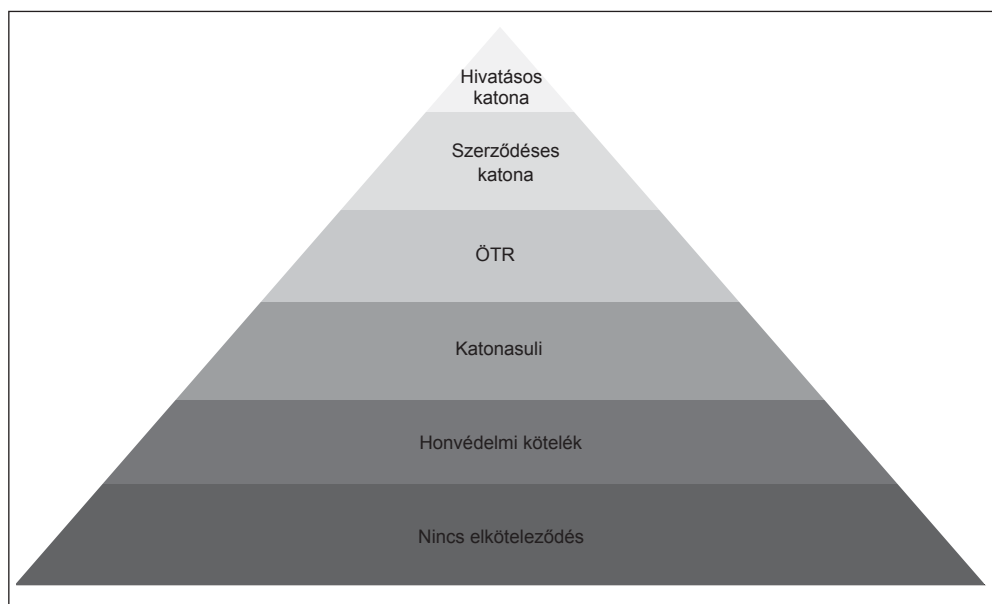 Hivatásos
katona
Szerződéses
katona
ÖTR
Katonasuli
Honvédelmi kötelék
Nincs elköteleződés